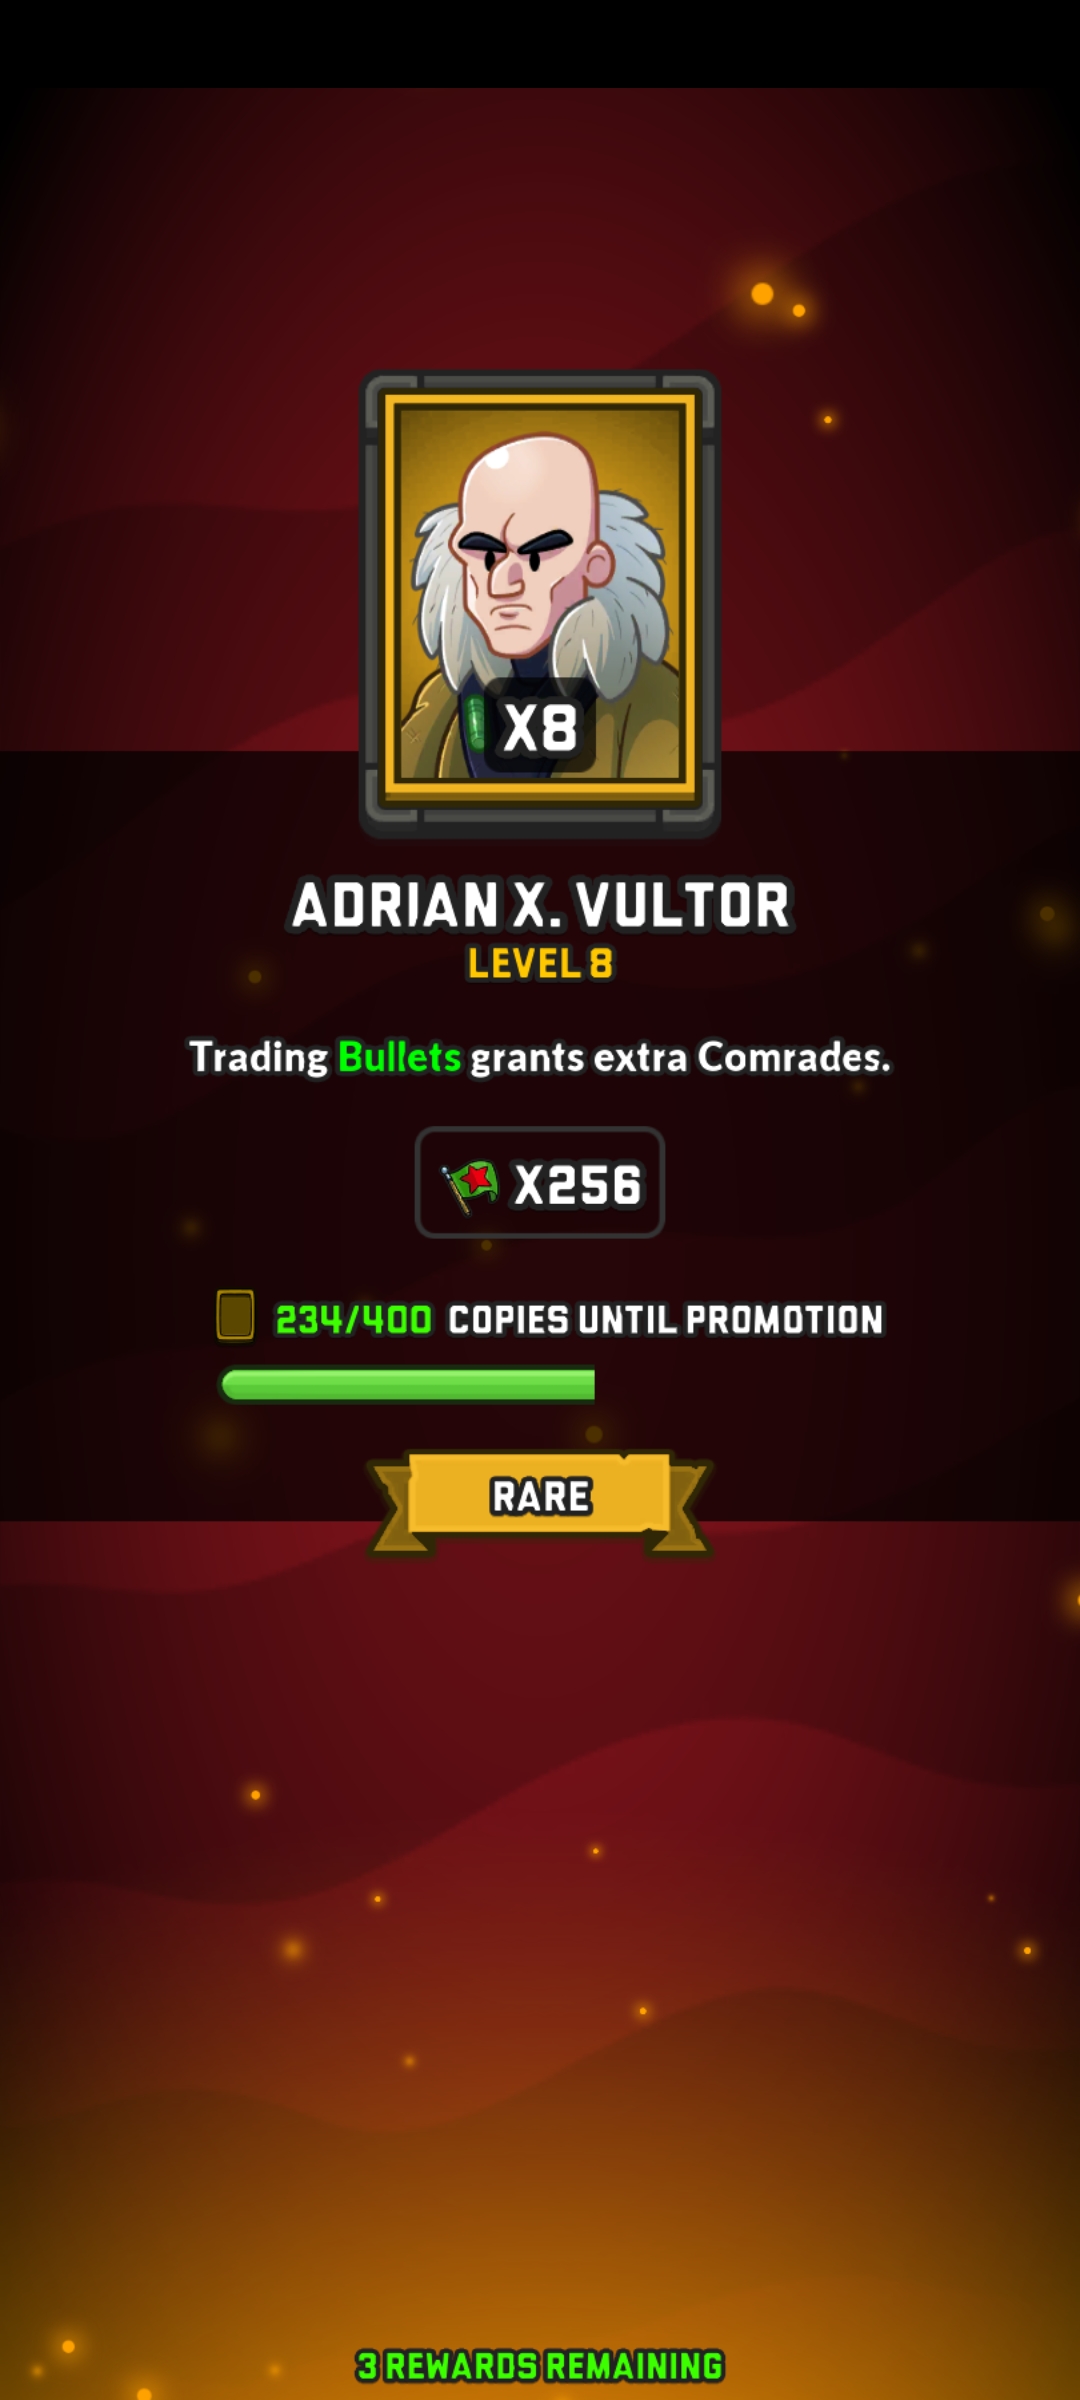 X8
ADRIAN X. VULTOR
LEVEL 8
Trading Bullets grants extra Comrades.
X256
234/400 COPIES UNTIL PROMOTION
RARE
3 REWARDS REMAINING